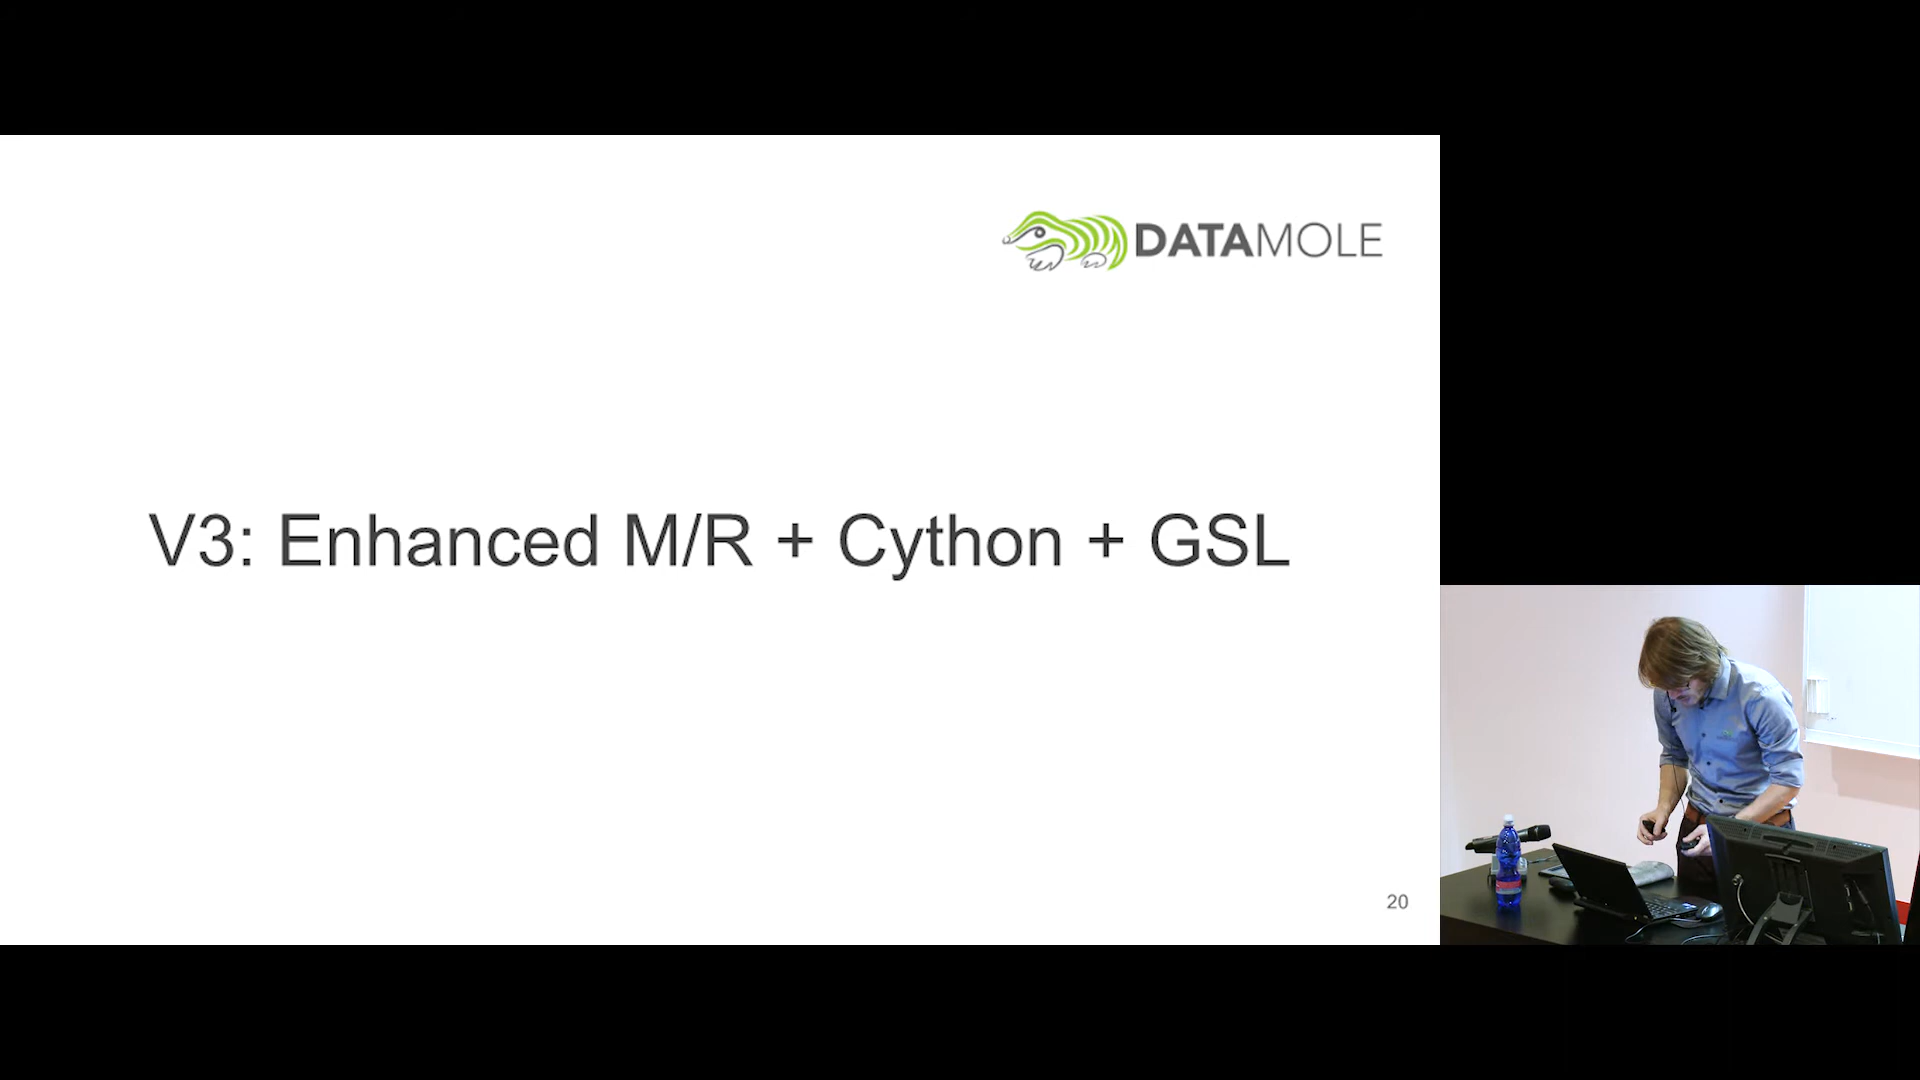 DATAMOLE
V3: Enhanced M/R + Cython + GSL
20